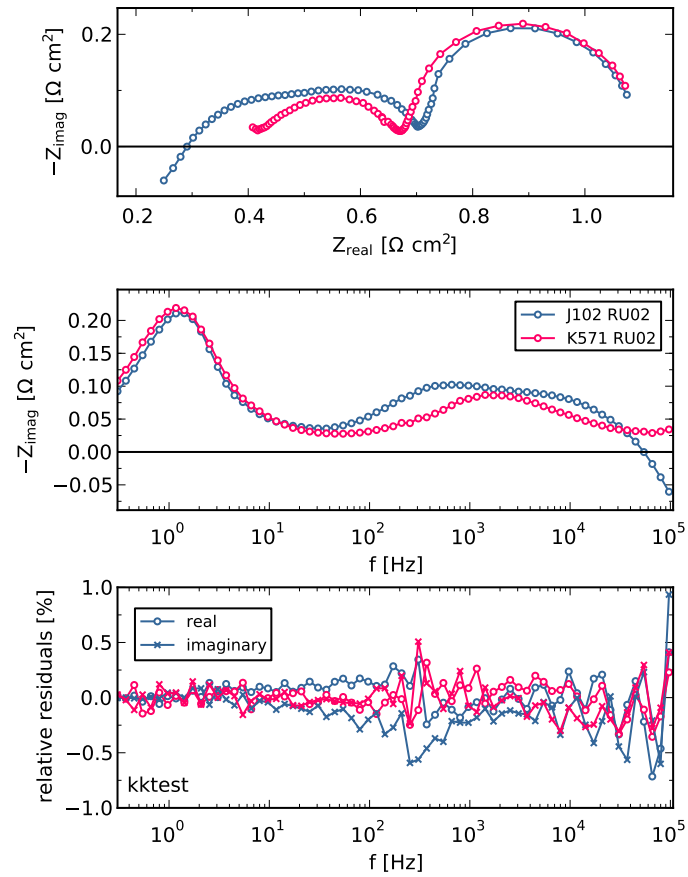 0.2
0.1
0.0
−Z_imag [Ω cm²]
0.2 0.4 0.6 0.8 1.0
Z_real [Ω cm²]
0.20
0.15
0.10
0.05
0.00
−0.05
−Z_imag [Ω cm²]
J102 RU02
K571 RU02
10⁰ 10¹ 10² 10³ 10⁴ 10⁵
f [Hz]
1.0
0.5
0.0
−0.5
−1.0
relative residuals [%]
real
imaginary
kktest
10⁰ 10¹ 10² 10³ 10⁴ 10⁵
f [Hz]